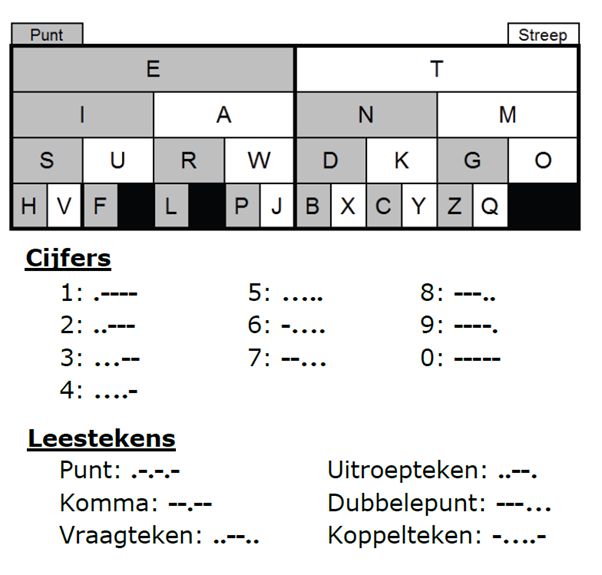 Punt Streep
E T
I A N M
S U R W D K G O
H V F L P J B X C Y Z Q
Cijfers
1: .---- 5: ..... 8: ---..
2: ..--- 6: -.... 9: ----.
3: ...-- 7: --... 0: -----
4: ....-
Leestekens
Punt: .-.-.- Uitroepteken: ..--.
Komma: --.-- Dubbelepunt: ---...
Vraagteken: ..--.. Koppelteken: -....-